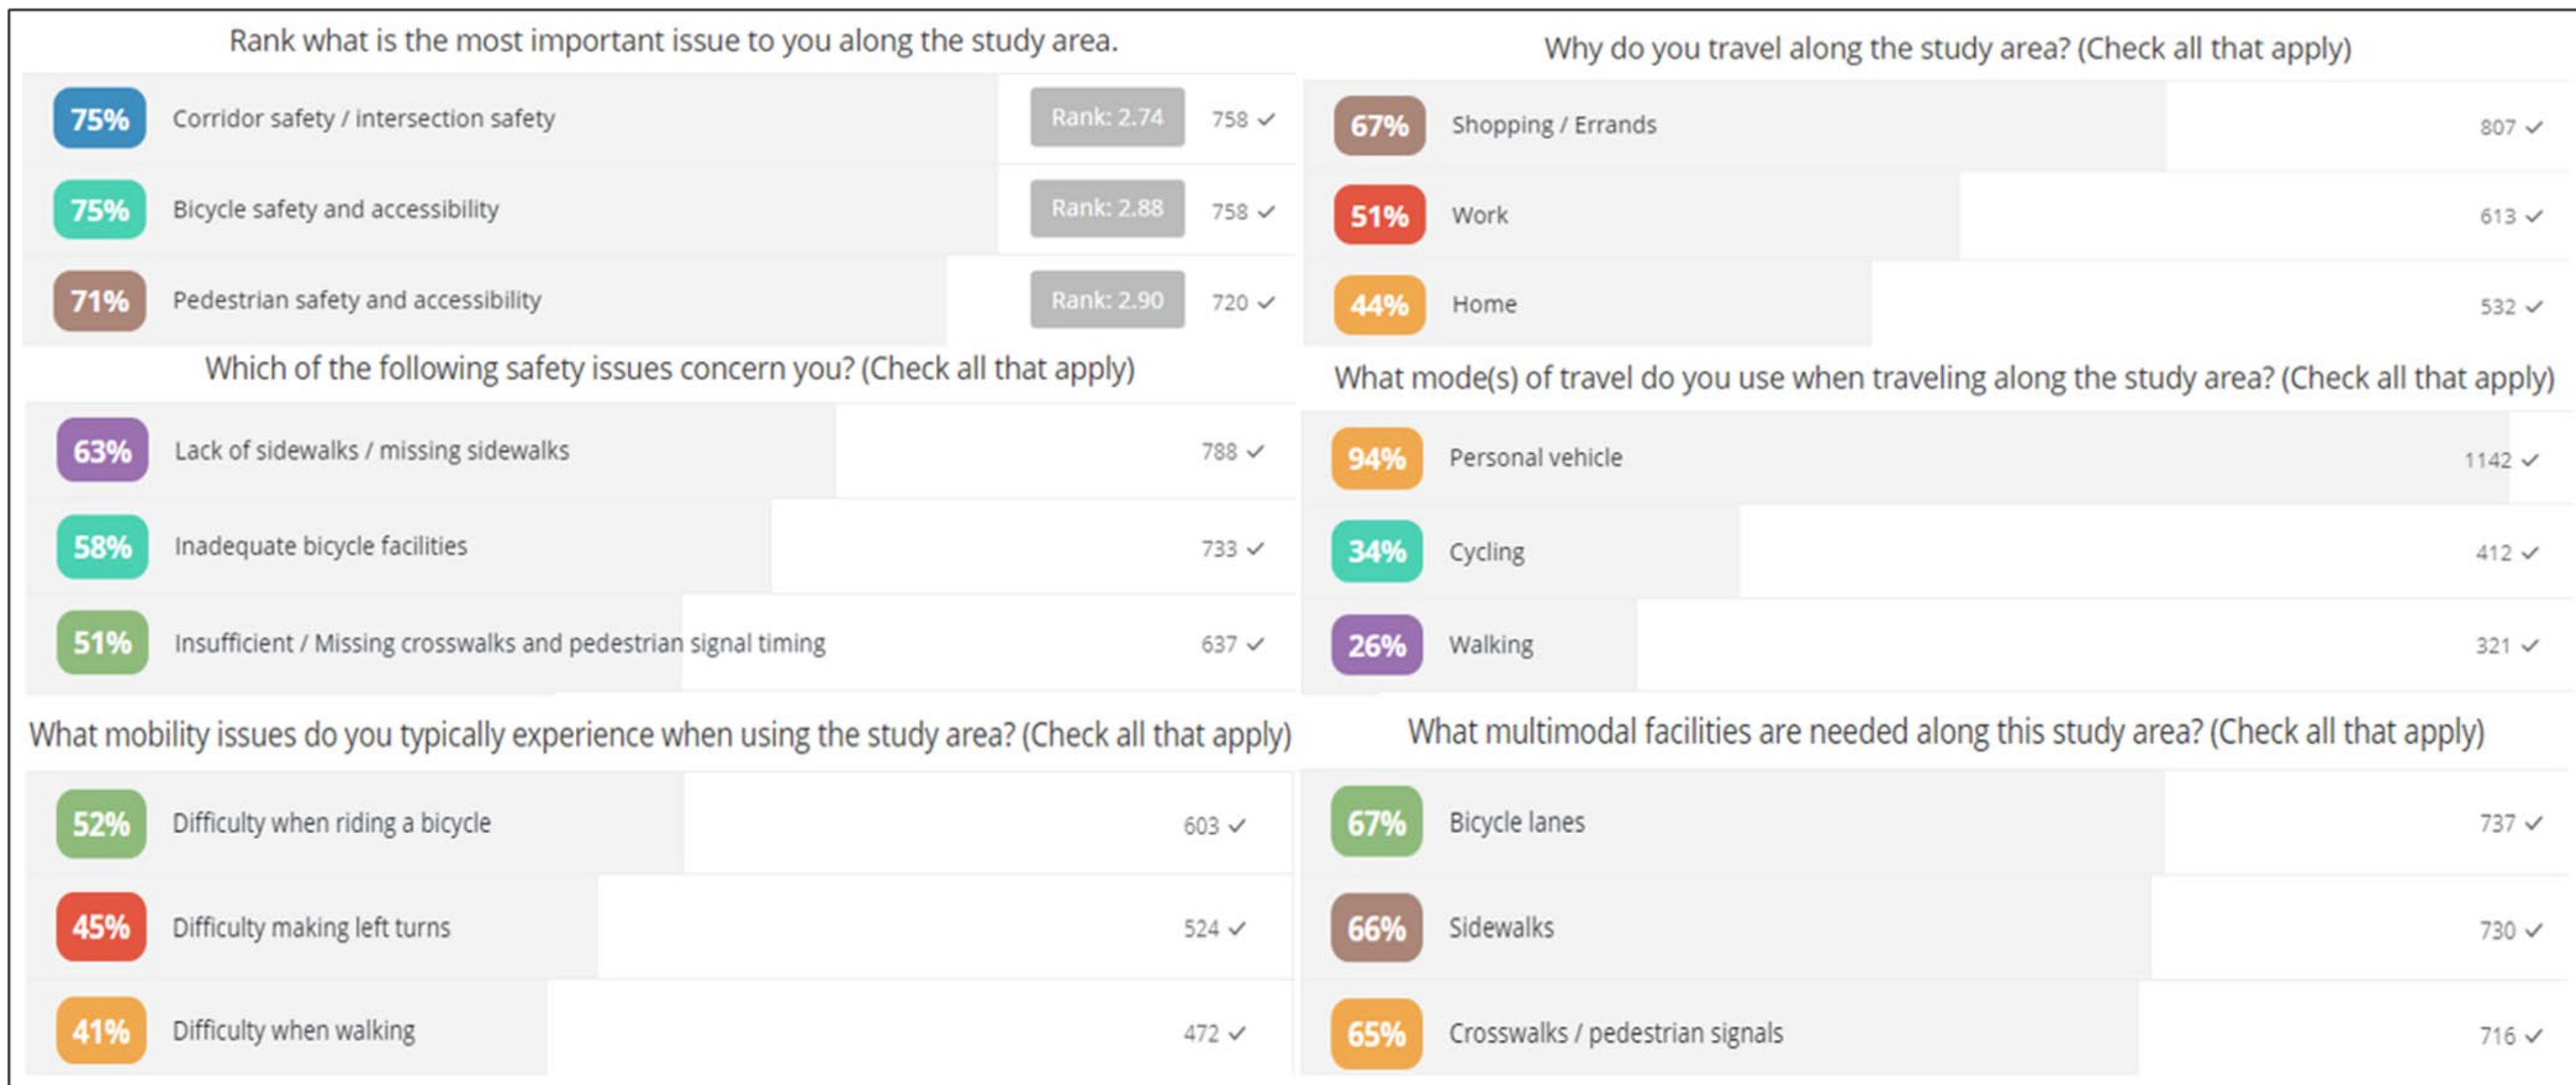 Rank what is the most important issue to you along the study area.
75% Corridor safety / intersection safety Rank: 2.74 758 ✓
75% Bicycle safety and accessibility Rank: 2.88 758 ✓
71% Pedestrian safety and accessibility Rank: 2.90 720 ✓
Why do you travel along the study area? (Check all that apply)
67% Shopping / Errands 807 ✓
51% Work 613 ✓
44% Home 532 ✓
Which of the following safety issues concern you? (Check all that apply)
63% Lack of sidewalks / missing sidewalks 788 ✓
58% Inadequate bicycle facilities 733 ✓
51% Insufficient / Missing crosswalks and pedestrian signal timing 637 ✓
What mode(s) of travel do you use when traveling along the study area? (Check all that apply)
94% Personal vehicle 1142 ✓
34% Cycling 412 ✓
26% Walking 321 ✓
What mobility issues do you typically experience when using the study area? (Check all that apply)
52% Difficulty when riding a bicycle 603 ✓
45% Difficulty making left turns 524 ✓
41% Difficulty when walking 472 ✓
What multimodal facilities are needed along this study area? (Check all that apply)
67% Bicycle lanes 737 ✓
66% Sidewalks 730 ✓
65% Crosswalks / pedestrian signals 716 ✓